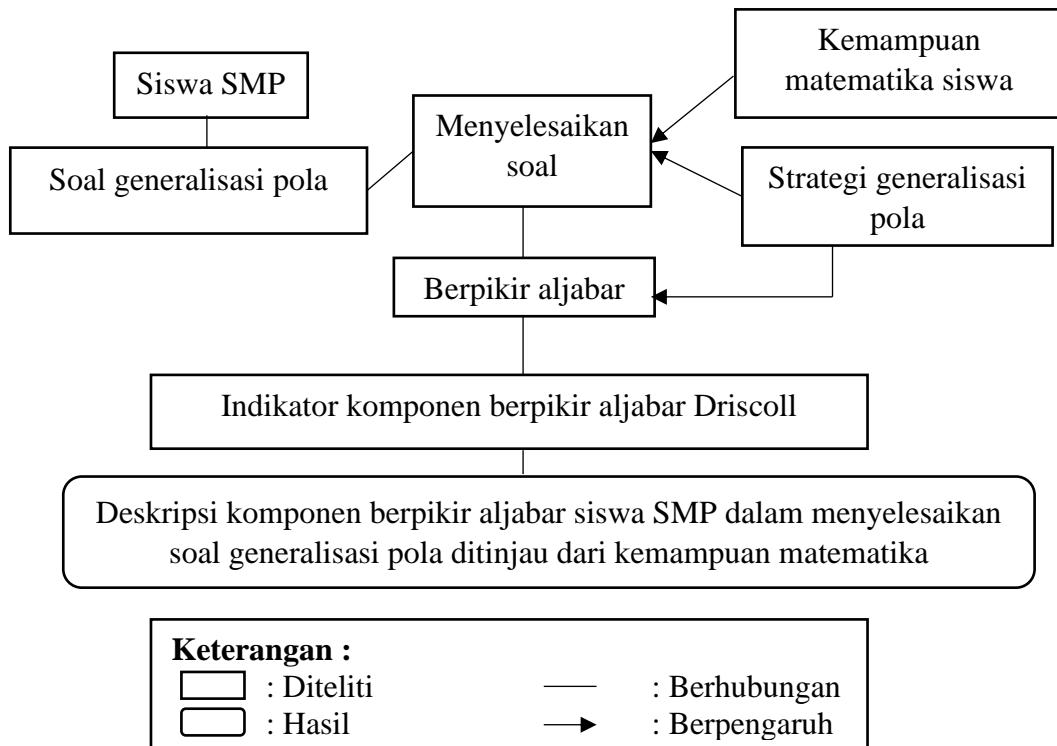 Kemampuan
matematika siswa
Siswa SMP
Menyelesaikan
soal
Soal generalisasi pola
Strategi generalisasi
pola
Berpikir aljabar
Indikator komponen berpikir aljabar Driscoll
Deskripsi komponen berpikir aljabar siswa SMP dalam menyelesaikan
soal generalisasi pola ditinjau dari kemampuan matematika
Keterangan :
: Diteliti
: Berhubungan
: Hasil
: Berpengaruh